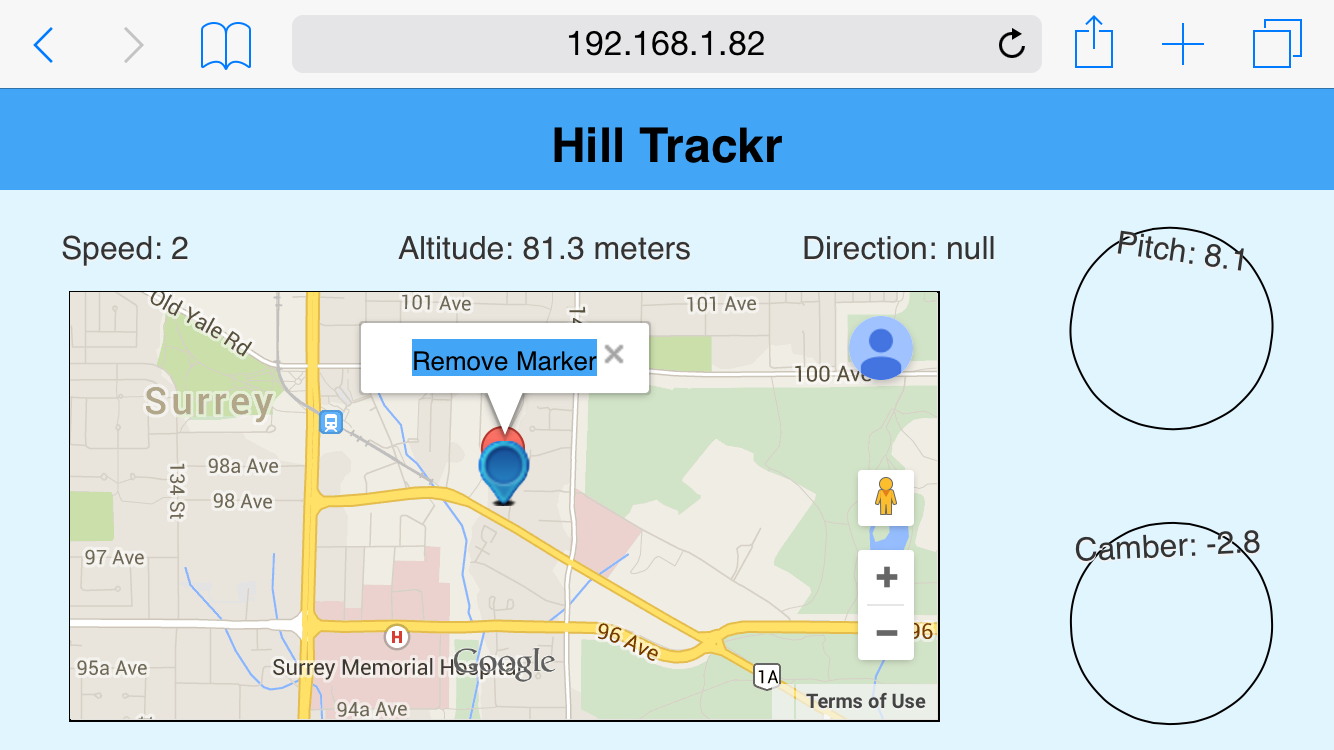 192.168.1.82
Hill Trackr
Speed: 2
Altitude: 81.3 meters
Direction: null
Pitch: 8.1
Old Yale Rd
101 Ave
101 Ave
14
Remove Marker
100 Ave
Surrey
98a Ave
134 St
98 Ave
97 Ave
H
96 Ave
96
95a Ave
Surrey Memorial Hospital
Google
1A
94a Ave
Terms of Use
Camber: -2.8